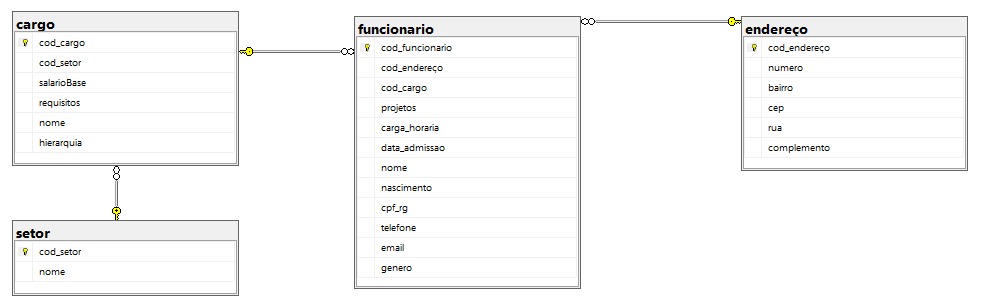 cargo
cod_cargo
cod_setor
salarioBase
requisitos
nome
hierarquia
setor
cod_setor
nome
funcionario
cod_funcionario
cod_endereço
cod_cargo
projetos
carga_horaria
data_admissao
nome
nascimento
cpf_rg
telefone
email
genero
endereço
cod_endereço
numero
bairro
cep
rua
complemento